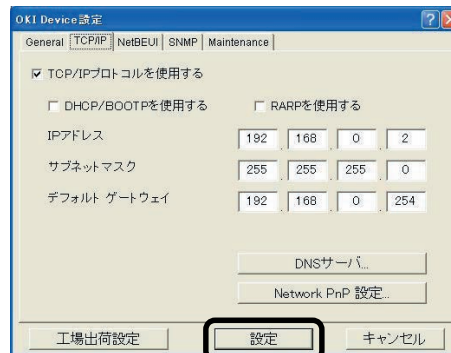 OKI Device設定
General TCP/IP NetBEUI SNMP Maintenance
TCP/IPプロトコルを使用する
DHCP/BOOTPを使用する RARPを使用する
IPアドレス 192 . 168 . 0 . 2
サブネットマスク 255 . 255 . 255 . 0
デフォルト ゲートウェイ 192 . 168 . 0 . 254
DNSサーバ...
Network PnP 設定...
工場出荷設定 設定 キャンセル